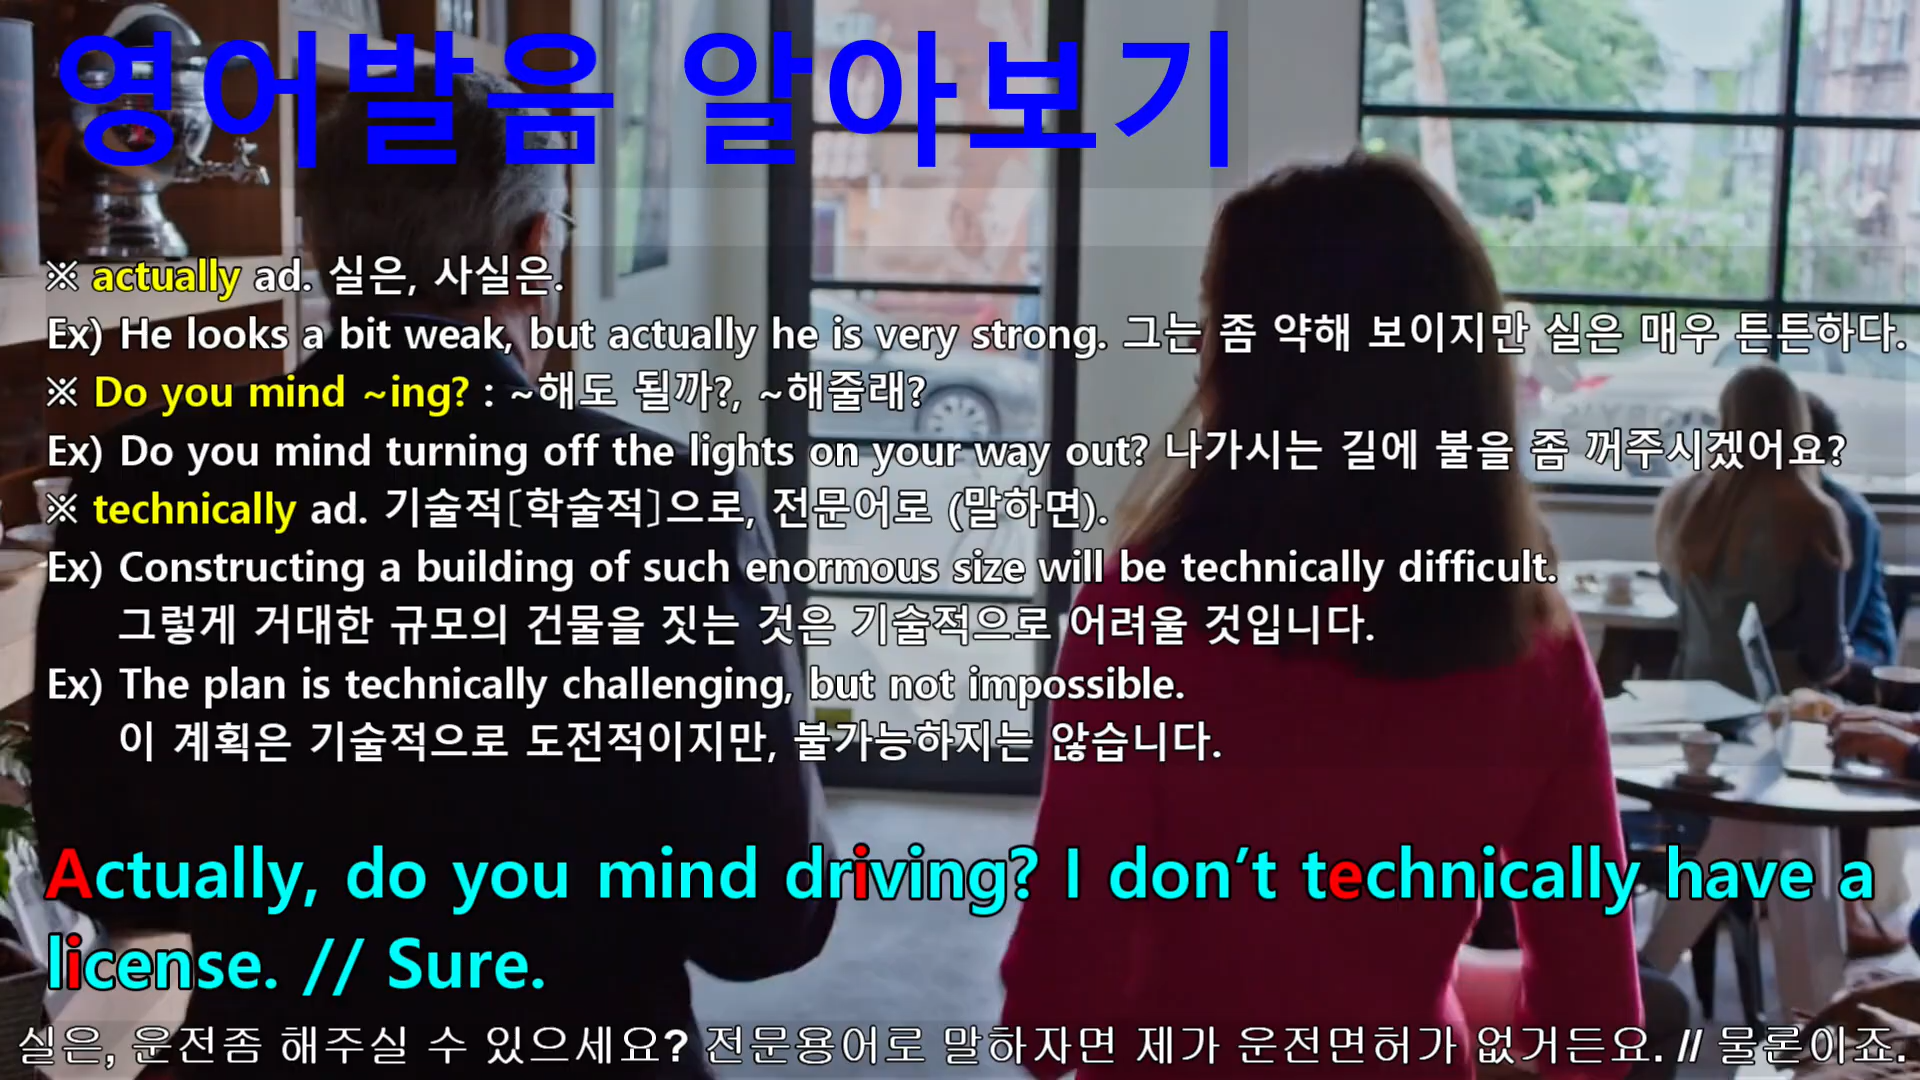 영어발음 알아보기
※ actually ad. 실은, 사실은.
Ex) He looks a bit weak, but actually he is very strong. 그는 좀 약해 보이지만 실은 매우 튼튼하다.
※ Do you mind ~ing? : ~해도 될까?, ~해줄래?
Ex) Do you mind turning off the lights on your way out? 나가시는 길에 불을 좀 꺼주시겠어요?
※ technically ad. 기술적[학술적]으로, 전문어로 (말하면).
Ex) Constructing a building of such enormous size will be technically difficult.
그렇게 거대한 규모의 건물을 짓는 것은 기술적으로 어려울 것입니다.
Ex) The plan is technically challenging, but not impossible.
이 계획은 기술적으로 도전적이지만, 불가능하지는 않습니다.
Actually, do you mind driving? I don’t technically have a
license. // Sure.
실은, 운전좀 해주실 수 있으세요? 전문용어로 말하자면 제가 운전면허가 없거든요. // 물론이죠.